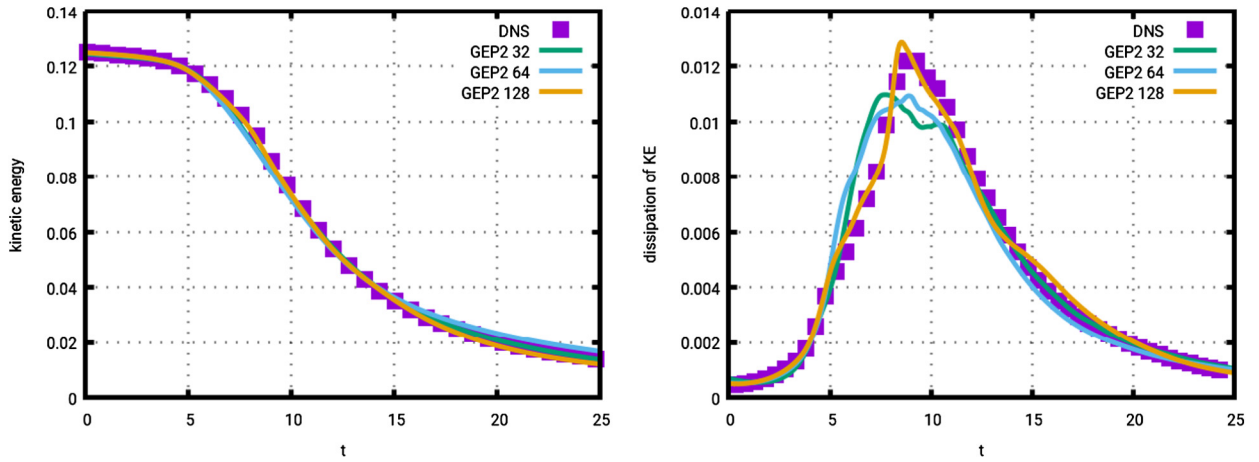 0.14
0.12
0.1
0.08
0.06
0.04
0.02
0
kinetic energy
DNS
GEP2 32
GEP2 64
GEP2 128
0 5 10 15 20 25
t
0.014
0.012
0.01
0.008
0.006
0.004
0.002
0
dissipation of KE
DNS
GEP2 32
GEP2 64
GEP2 128
0 5 10 15 20 25
t